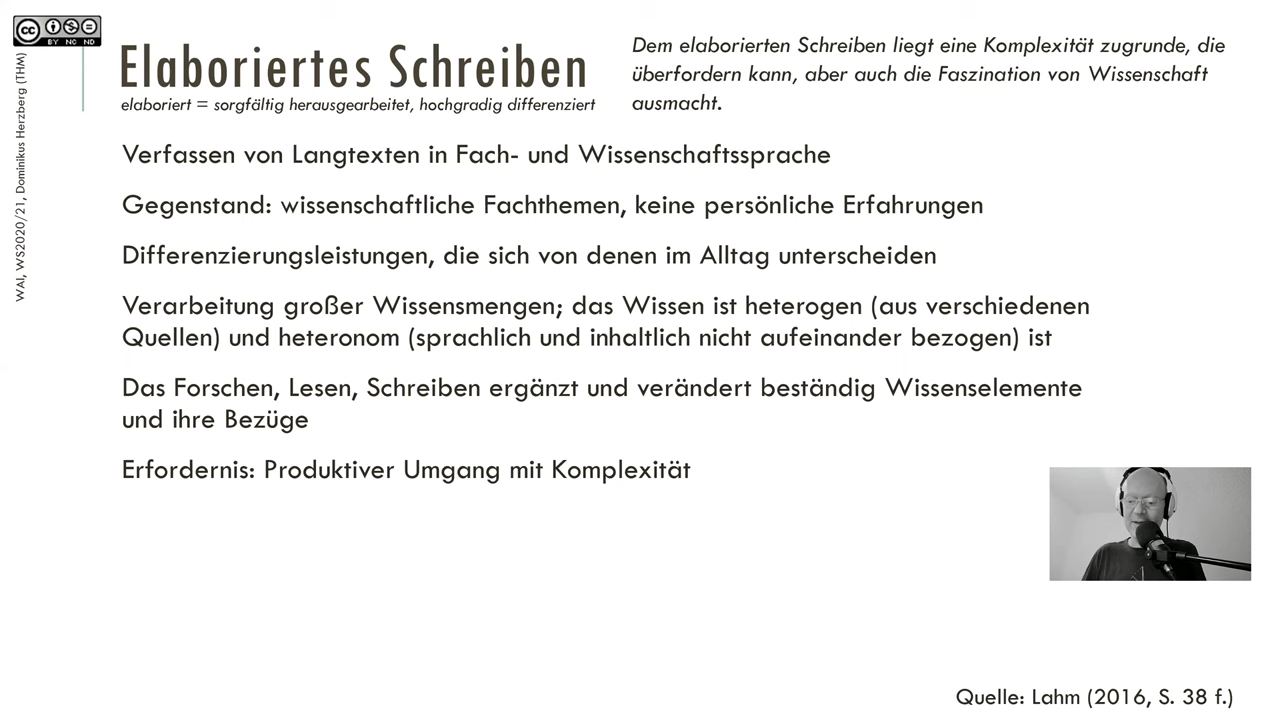 cc BY NC ND
WAI, WS2020/21, Dominikus Herzberg (THM)
Elaboriertes Schreiben
elaboriert = sorgfältig herausgearbeitet, hochgradig differenziert
Dem elaborierten Schreiben liegt eine Komplexität zugrunde, die
überfordern kann, aber auch die Faszination von Wissenschaft
ausmacht.
Verfassen von Langtexten in Fach- und Wissenschaftssprache
Gegenstand: wissenschaftliche Fachthemen, keine persönliche Erfahrungen
Differenzierungsleistungen, die sich von denen im Alltag unterscheiden
Verarbeitung großer Wissensmengen; das Wissen ist heterogen (aus verschiedenen
Quellen) und heteronom (sprachlich und inhaltlich nicht aufeinander bezogen) ist
Das Forschen, Lesen, Schreiben ergänzt und verändert beständig Wissenselemente
und ihre Bezüge
Erfordernis: Produktiver Umgang mit Komplexität
Quelle: Lahm (2016, S. 38 f.)